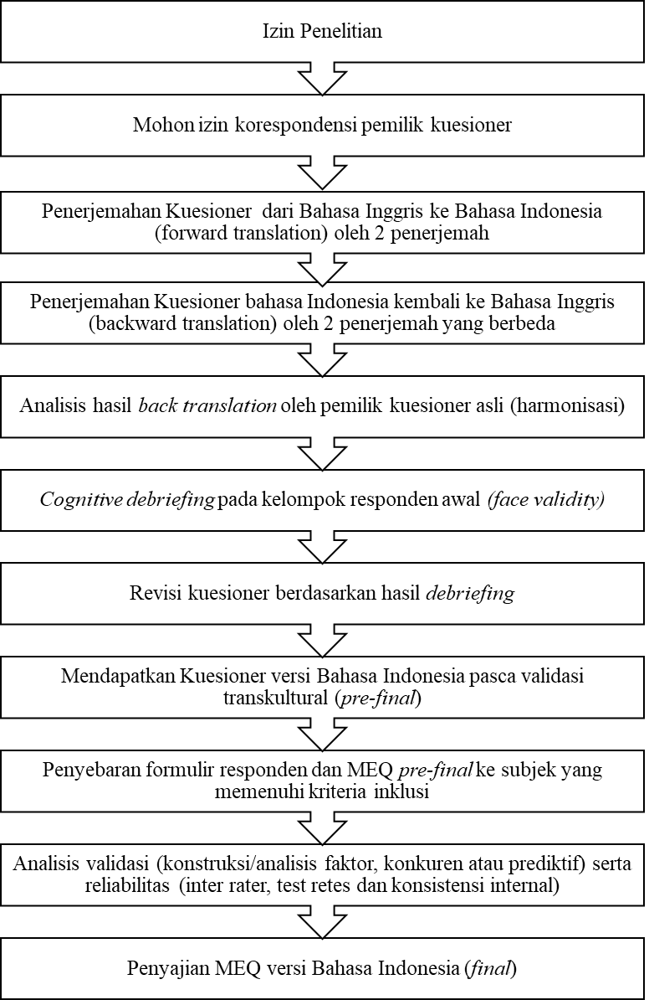 Izin Penelitian
Mohon izin korespondensi pemilik kuesioner
Penerjemahan Kuesioner dari Bahasa Inggris ke Bahasa Indonesia
(forward translation) oleh 2 penerjemah
Penerjemahan Kuesioner bahasa Indonesia kembali ke Bahasa Inggris
(backward translation) oleh 2 penerjemah yang berbeda
Analisis hasil back translation oleh pemilik kuesioner asli (harmonisasi)
Cognitive debriefing pada kelompok responden awal (face validity)
Revisi kuesioner berdasarkan hasil debriefing
Mendapatkan Kuesioner versi Bahasa Indonesia pasca validasi
transkultural (pre-final)
Penyebaran formulir responden dan MEQ pre-final ke subjek yang
memenuhi kriteria inklusi
Analisis validasi (konstruksi/analisis faktor, konkuren atau prediktif) serta
reliabilitas (inter rater, test retes dan konsistensi internal)
Penyajian MEQ versi Bahasa Indonesia (final)